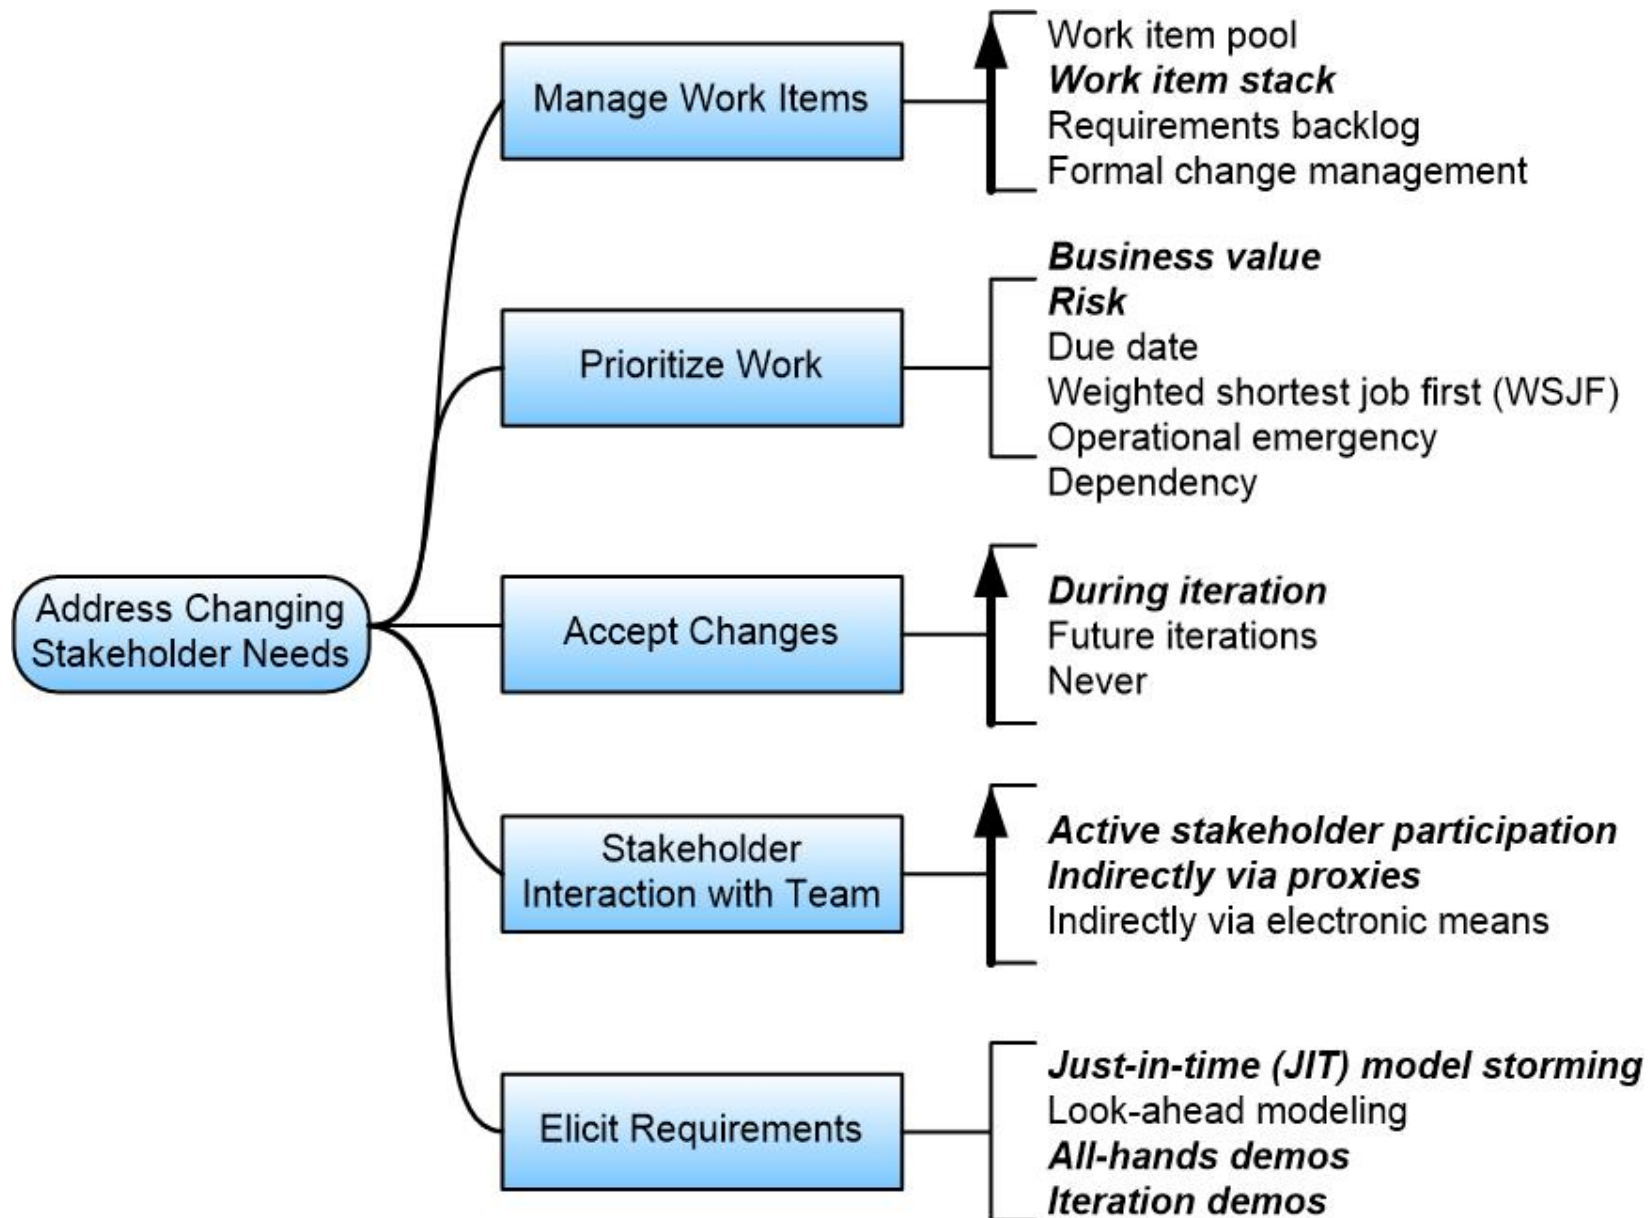 Address Changing
Stakeholder Needs
Manage Work Items
Work item pool
Work item stack
Requirements backlog
Formal change management
Prioritize Work
Business value
Risk
Due date
Weighted shortest job first (WSJF)
Operational emergency
Dependency
Accept Changes
During iteration
Future iterations
Never
Stakeholder
Interaction with Team
Active stakeholder participation
Indirectly via proxies
Indirectly via electronic means
Elicit Requirements
Just-in-time (JIT) model storming
Look-ahead modeling
All-hands demos
Iteration demos